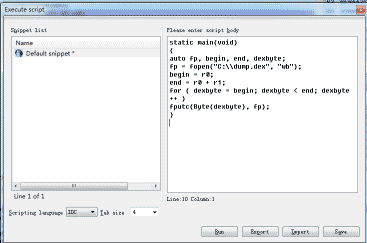 Execute script
Snippet list
Name
Default snippet *
Line 1 of 1
Please enter script body
static main(void)
{
auto fp, begin, end, dexbyte;
fp = fopen("C:\\dump.dex", "wb");
begin = r0;
end = r0 + r1;
for ( dexbyte = begin; dexbyte < end; dexbyte
++ )
fputc(Byte(dexbyte), fp);
}
Line:10 Column:1
Scripting language IDC Tab size 4
Run Export Import Save